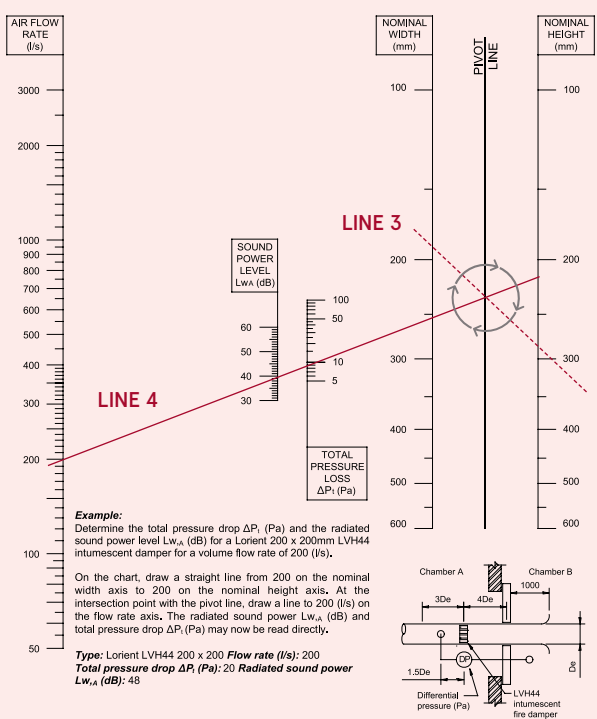 AIR FLOW
RATE
(l/s)
3000
2000
1000
900
800
700
600
500
400
300
200
100
50
SOUND
POWER
LEVEL
LwA (dB)
60
50
40
30
100
50
10
5
TOTAL
PRESSURE
LOSS
ΔPt (Pa)
NOMINAL
WIDTH
(mm)
100
200
300
400
500
600
PIVOT
LINE
NOMINAL
HEIGHT
(mm)
100
200
300
400
500
600
LINE 3
LINE 4
Example:
Determine the total pressure drop ΔPt (Pa) and the radiated
sound power level Lw,A (dB) for a Lorient 200 x 200mm LVH44
intumescent damper for a volume flow rate of 200 (l/s).
On the chart, draw a straight line from 200 on the nominal
width axis to 200 on the nominal height axis. At the
intersection point with the pivot line, draw a line to 200 (l/s) on
the flow rate axis. The radiated sound power Lw,A (dB) and
total pressure drop ΔPt (Pa) may now be read directly.
Type: Lorient LVH44 200 x 200 Flow rate (l/s): 200
Total pressure drop ΔPt (Pa): 20 Radiated sound power
Lw,A (dB): 48
Chamber A
Chamber B
1000
3De
4De
DP
De
1.5De
Differential
pressure (Pa)
LVH44
intumescent
fire damper